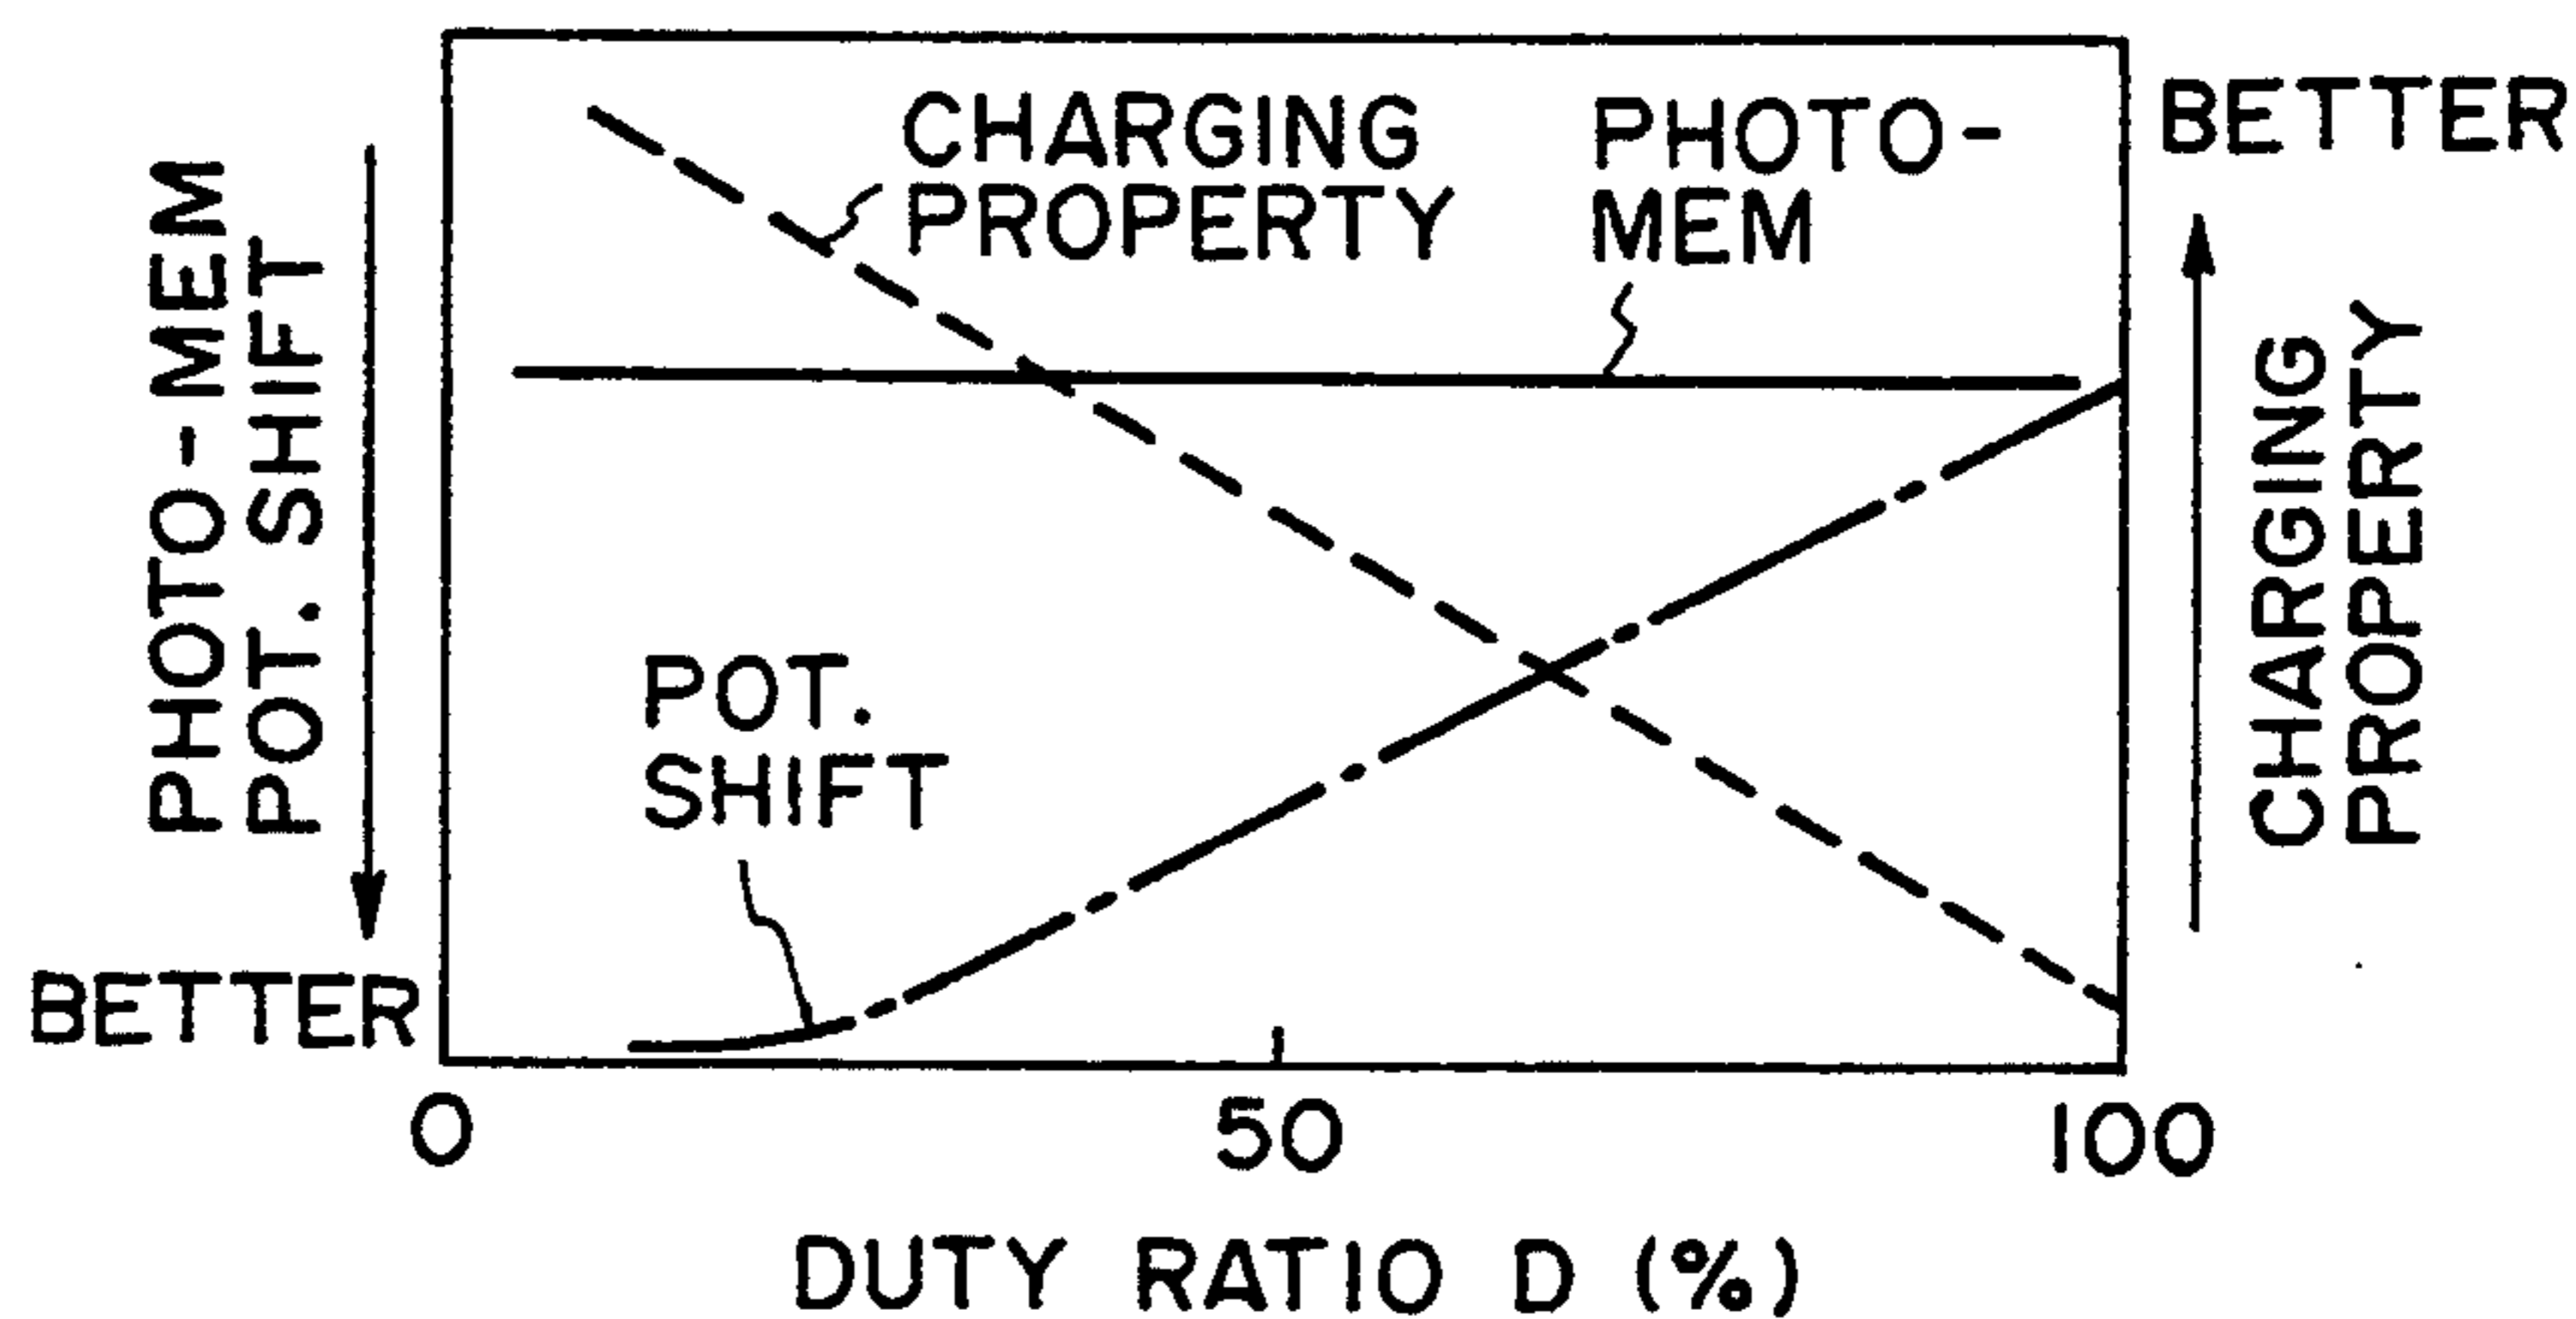 CHARGING
PROPERTY
PHOTO-
MEM
BETTER
PHOTO-MEM
POT. SHIFT
BETTER
POT.
SHIFT
CHARGING
PROPERTY
0
50
100
DUTY RATIO D (%)